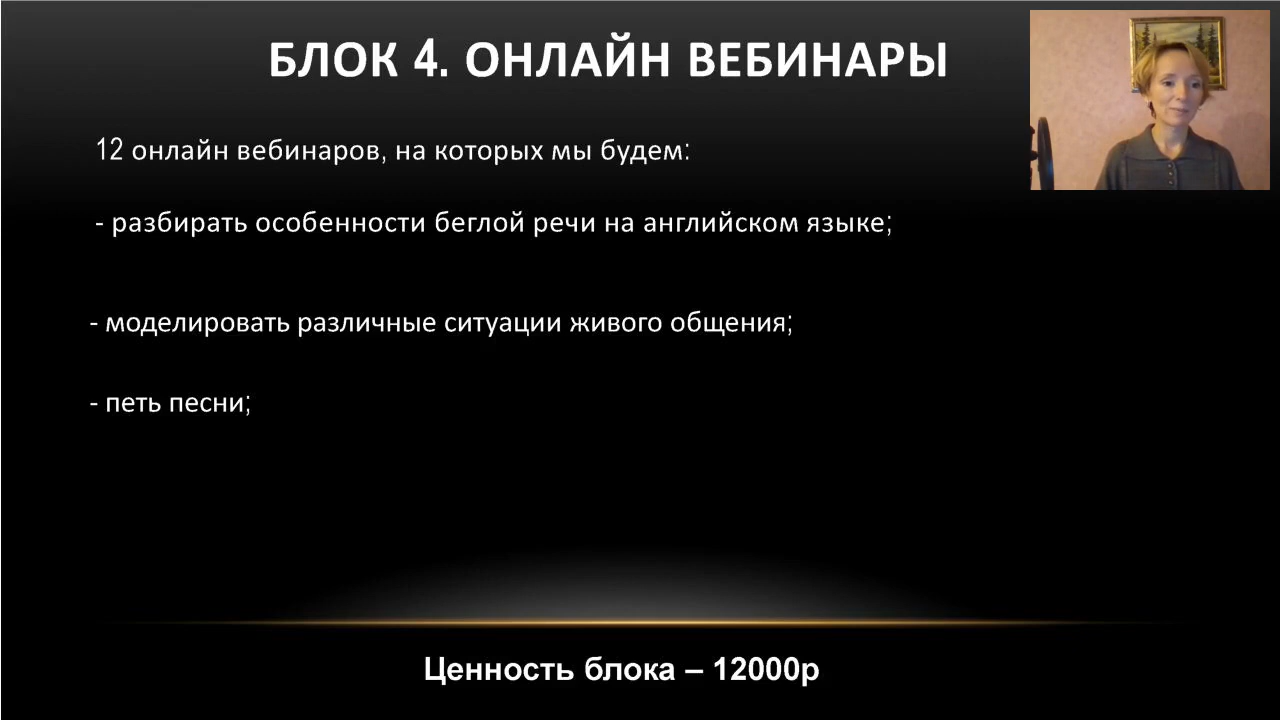 БЛОК 4. ОНЛАЙН ВЕБИНАРЫ
12 онлайн вебинаров, на которых мы будем:
- разбирать особенности беглой речи на английском языке;
- моделировать различные ситуации живого общения;
- петь песни;
Ценность блока – 12000р